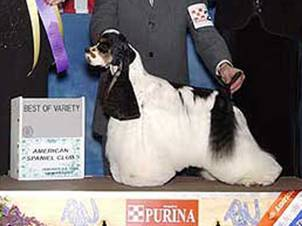 BEST OF VARIETY
AMERICAN
SPANIEL CLUB
PURINA